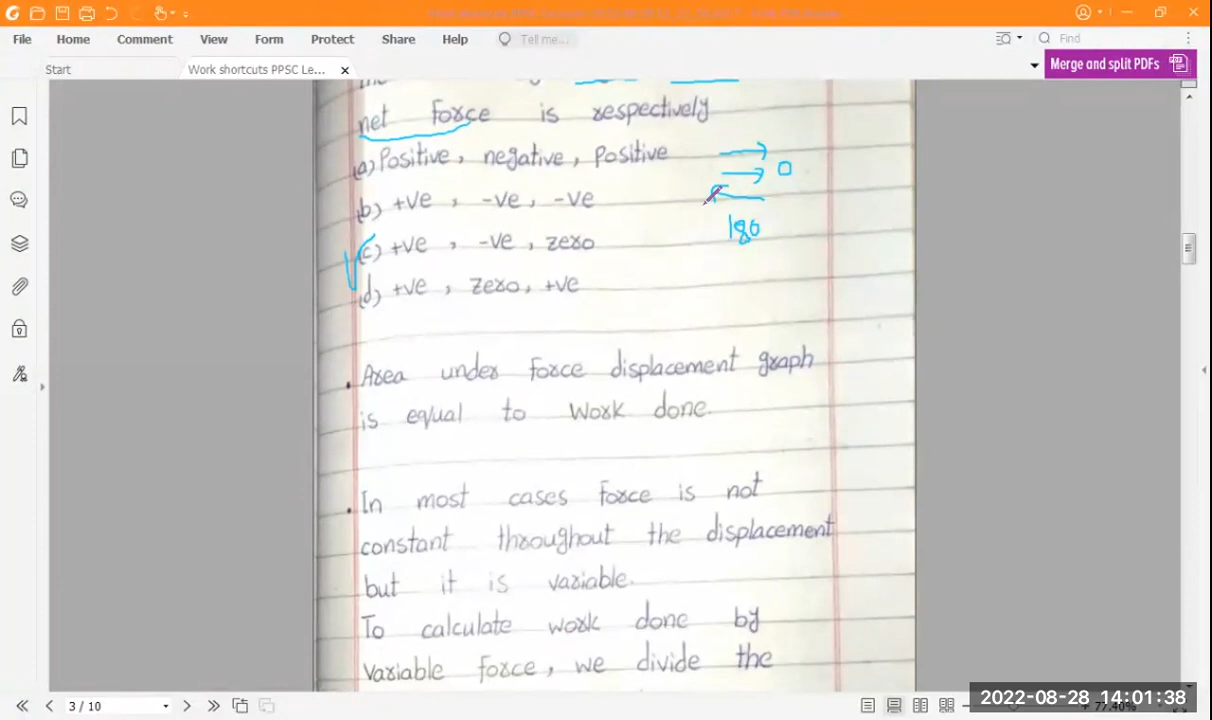 File Home Comment View Form Protect Share Help Tell me... Find
Start Work shortcuts PPSC Le... Merge and split PDFs
net force is respectively
(a) Positive, negative, Positive
(b) +ve, -ve, -ve
(c) +ve, -ve, zero
(d) +ve, zero, +ve
0
180
. Area under force displacement graph
is equal to work done.
. In most cases force is not
constant throughout the displacement
but it is variable.
To calculate work done by
variable force, we divide the
3 / 10
2022-08-28 14:01:38
77.40%